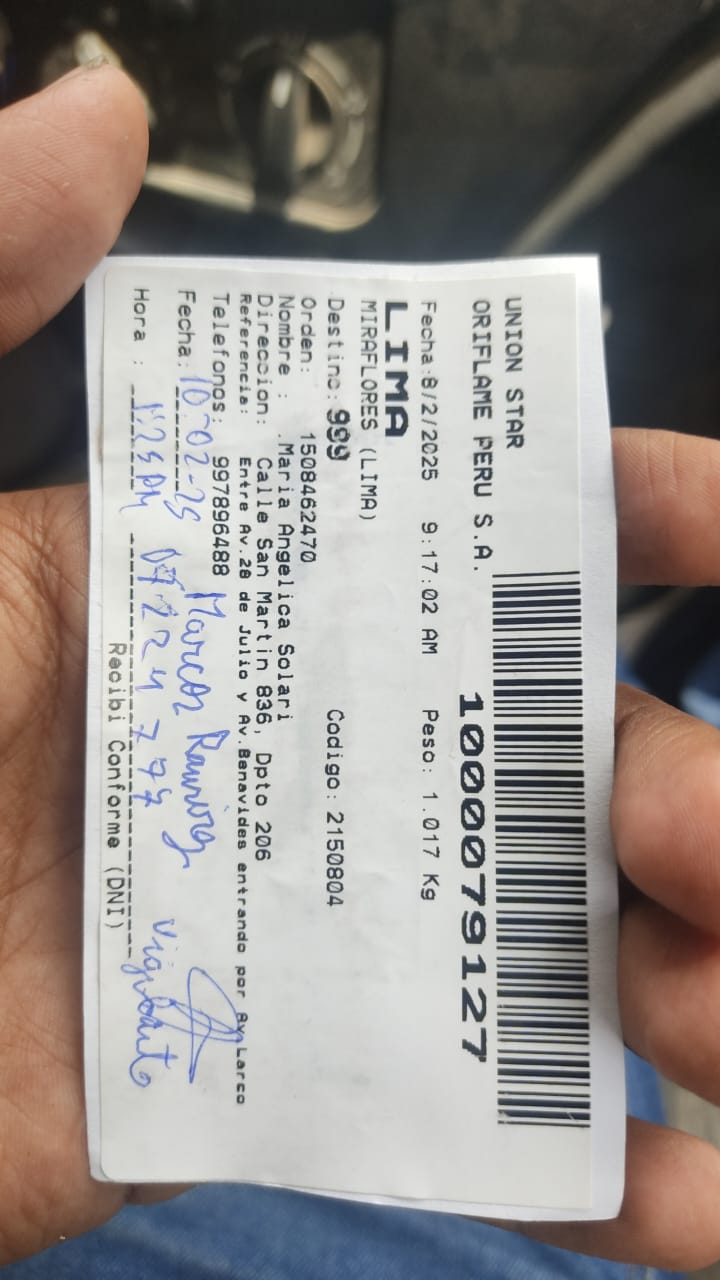 UNION STAR
ORIFLAME PERU S.A.
1000079127
Fecha:8/2/2025 9:17:02 AM Peso: 1.017 Kg
LIMA
MIRAFLORES (LIMA)
Destino: 999 Codigo: 2150804
Orden: 1508462470
Nombre : .Maria Angelica Solari
Direccion: Calle San Martin 836, Dpto 206
Referencia: Entre Av.28 de Julio y Av.Benavides entrando por Av Larco
Telefonos: 997896488
Fecha: 10-02-25 Marcos Ramirez
Hora : Vigilante
Recibi Conforme (DNI)